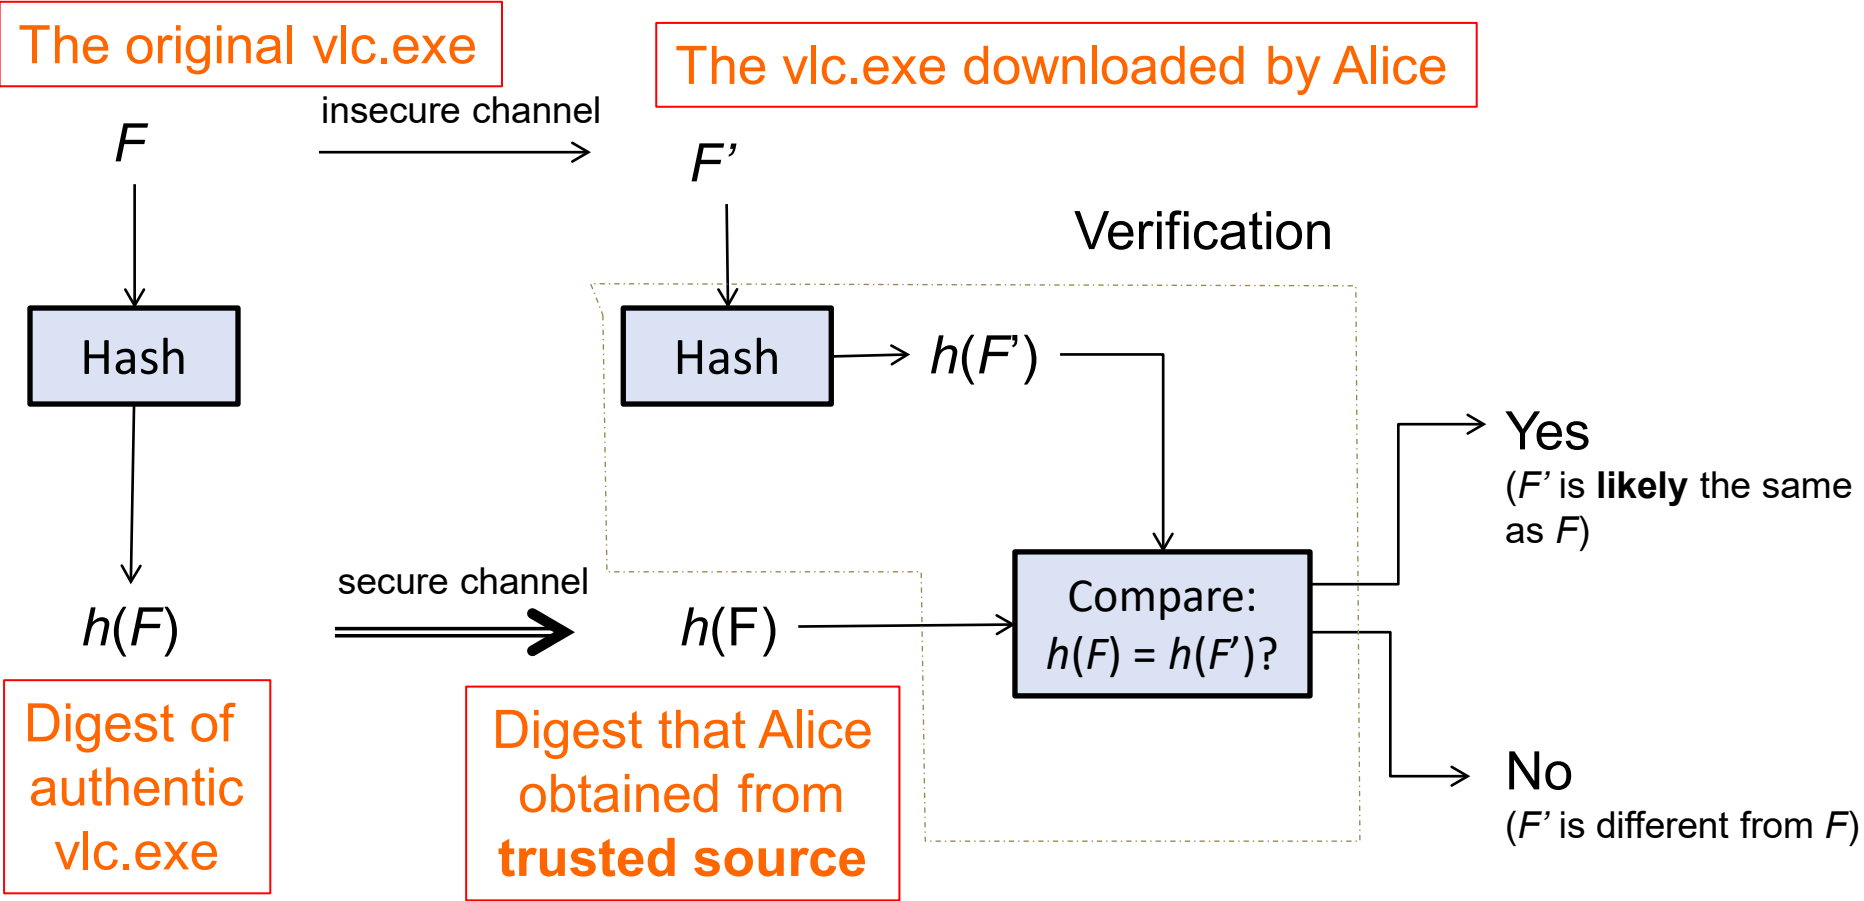 The original vlc.exe
The vlc.exe downloaded by Alice
insecure channel
F
F’
Verification
Hash
Hash
h(F’)
Yes
(F’ is likely the same
as F)
secure channel
h(F)
h(F)
Compare:
h(F) = h(F’)?
Digest of
authentic
vlc.exe
Digest that Alice
obtained from
trusted source
No
(F’ is different from F)